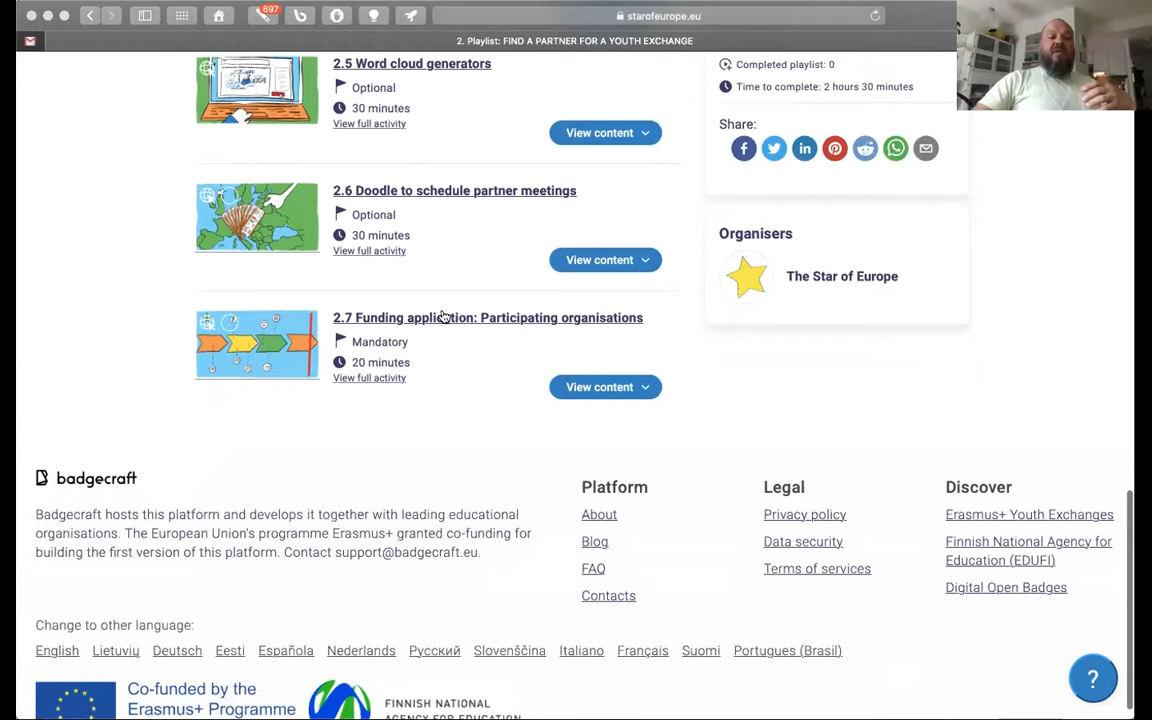 697
starofeurope.eu
2. Playlist: FIND A PARTNER FOR A YOUTH EXCHANGE
2.5 Word cloud generators
Optional
30 minutes
View full activity
View content
2.6 Doodle to schedule partner meetings
Optional
30 minutes
View full activity
View content
2.7 Funding application: Participating organisations
Mandatory
20 minutes
View full activity
View content
Completed playlist: 0
Time to complete: 2 hours 30 minutes
Share:
Organisers
The Star of Europe
badgecraft
Badgecraft hosts this platform and develops it together with leading educational
organisations. The European Union's programme Erasmus+ granted co-funding for
building the first version of this platform. Contact support@badgecraft.eu.
Platform
About
Blog
FAQ
Contacts
Legal
Privacy policy
Data security
Terms of services
Discover
Erasmus+ Youth Exchanges
Finnish National Agency for
Education (EDUFI)
Digital Open Badges
Change to other language:
English Lietuvių Deutsch Eesti Española Nederlands Русский Slovenščina Italiano Français Suomi Portugues (Brasil)
Co-funded by the
Erasmus+ Programme
FINNISH NATIONAL
AGENCY FOR EDUCATION
?